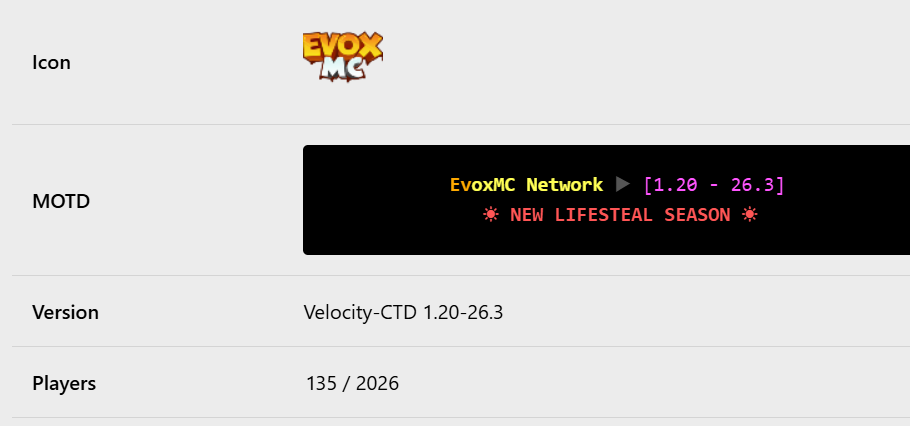 Icon
EVOX
MC
MOTD
EvoxMC Network ▶ [1.20 - 26.3]
☀ NEW LIFESTEAL SEASON ☀
Version
Velocity-CTD 1.20-26.3
Players
135 / 2026